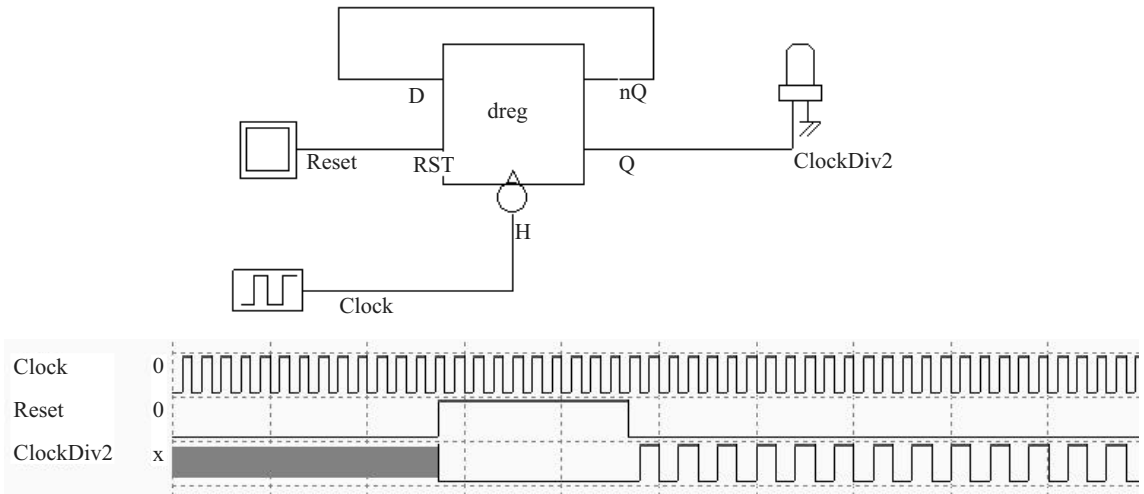 D
nQ
dreg
Reset
RST
Q
ClockDiv2
H
Clock
Clock 0
Reset 0
ClockDiv2 x